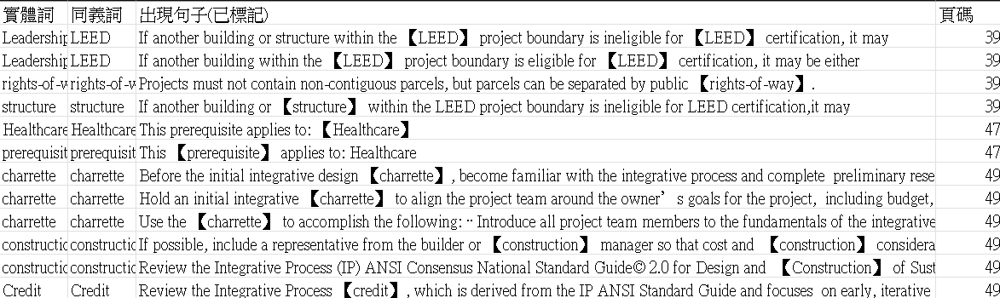 實體詞 同義詞 出現句子(已標記) 頁碼
Leadership LEED If another building or structure within the 【LEED】 project boundary is ineligible for 【LEED】 certification, it may 39
Leadership LEED If another building within the 【LEED】 project boundary is eligible for 【LEED】 certification, it may be either 39
rights-of-w rights-of-w Projects must not contain non-contiguous parcels, but parcels can be separated by public 【rights-of-way】. 39
structure structure If another building or 【structure】 within the LEED project boundary is ineligible for LEED certification,it may 39
Healthcare Healthcare This prerequisite applies to: 【Healthcare】 47
prerequisit prerequisit This 【prerequisite】 applies to: Healthcare 47
charrette charrette Before the initial integrative design 【charrette】, become familiar with the integrative process and complete preliminary rese 49
charrette charrette Hold an initial integrative 【charrette】 to align the project team around the owner’s goals for the project, including budget, 49
charrette charrette Use the 【charrette】 to accomplish the following: ·· Introduce all project team members to the fundamentals of the integrative 49
constructic constructic If possible, include a representative from the builder or 【construction】 manager so that cost and 【construction】 considera 49
constructic constructic Review the Integrative Process (IP) ANSI Consensus National Standard Guide© 2.0 for Design and 【Construction】 of Sust 49
Credit Credit Review the Integrative Process 【credit】, which is derived from the IP ANSI Standard Guide and focuses on early, iterative 49